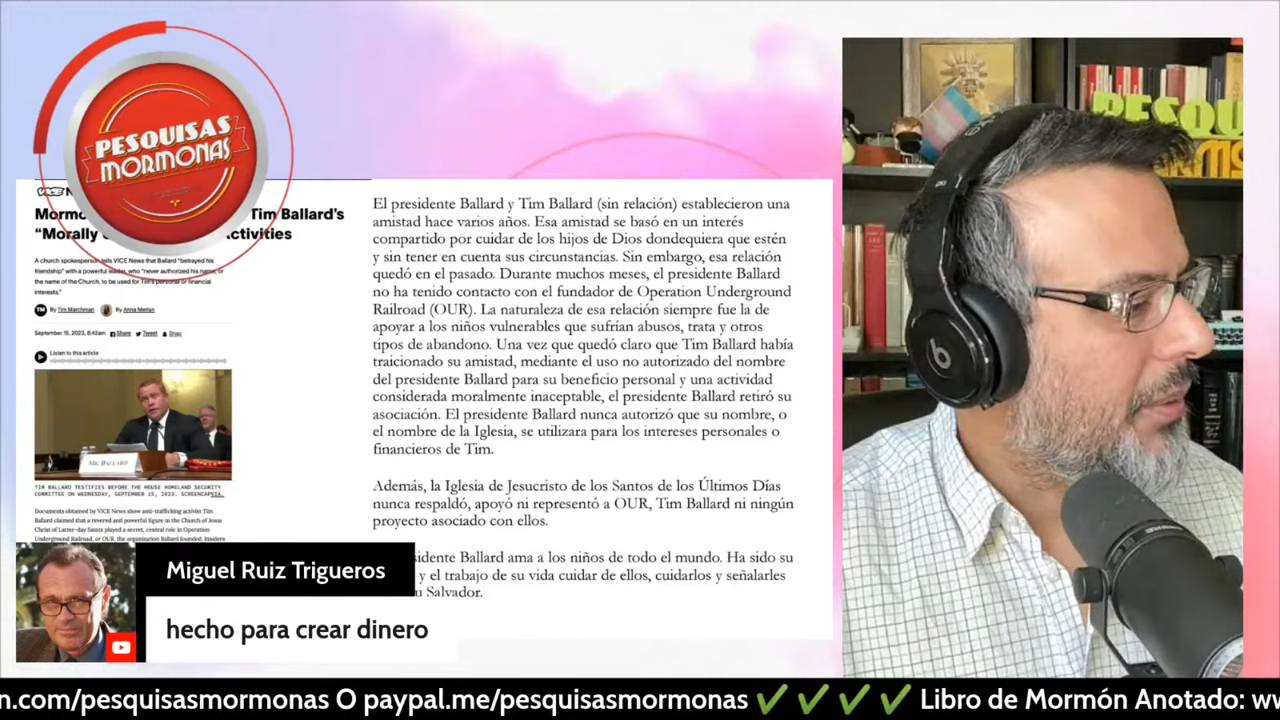 PESQUISAS
MORMONAS
VICE N
Mormo Tim Ballard's
“Morally ctivities
A church spokesperson tells VICE News that Ballard “betrayed his
friendship” with a powerful leader, who “never authorized his name, or
the name of the Church, to be used for Tim's personal or financial
interests.”
By Tim Marchman By Anna Merlan
September 15, 2023, 6:42am Share Tweet Snap
Listen to this article
MR. BALLARD
TIM BALLARD TESTIFIES BEFORE THE HOUSE HOMELAND SECURITY
COMMITTEE ON WEDNESDAY, SEPTEMBER 15, 2023. SCREENCAP VIA.
Documents obtained by VICE News show anti-trafficking activist Tim
Ballard claimed that a revered and powerful figure in the Church of Jesus
Christ of Latter-day Saints played a secret, central role in Operation
Underground Railroad, or OUR, the organization Ballard founded. Insiders
El presidente Ballard y Tim Ballard (sin relación) establecieron una
amistad hace varios años. Esa amistad se basó en un interés
compartido por cuidar de los hijos de Dios dondequiera que estén
y sin tener en cuenta sus circunstancias. Sin embargo, esa relación
quedó en el pasado. Durante muchos meses, el presidente Ballard
no ha tenido contacto con el fundador de Operation Underground
Railroad (OUR). La naturaleza de esa relación siempre fue la de
apoyar a los niños vulnerables que sufrían abusos, trata y otros
tipos de abandono. Una vez que quedó claro que Tim Ballard había
traicionado su amistad, mediante el uso no autorizado del nombre
del presidente Ballard para su beneficio personal y una actividad
considerada moralmente inaceptable, el presidente Ballard retiró su
asociación. El presidente Ballard nunca autorizó que su nombre, o
el nombre de la Iglesia, se utilizara para los intereses personales o
financieros de Tim.
Además, la Iglesia de Jesucristo de los Santos de los Últimos Días
nunca respaldó, apoyó ni representó a OUR, Tim Ballard ni ningún
proyecto asociado con ellos.
sidente Ballard ama a los niños de todo el mundo. Ha sido su
y el trabajo de su vida cuidar de ellos, cuidarlos y señalarles
u Salvador.
Miguel Ruiz Trigueros
hecho para crear dinero
PESQU
LEE
n.com/pesquisasmormonas O paypal.me/pesquisasmormonas ✔ ✔ ✔ ✔ Libro de Mormón Anotado: ww